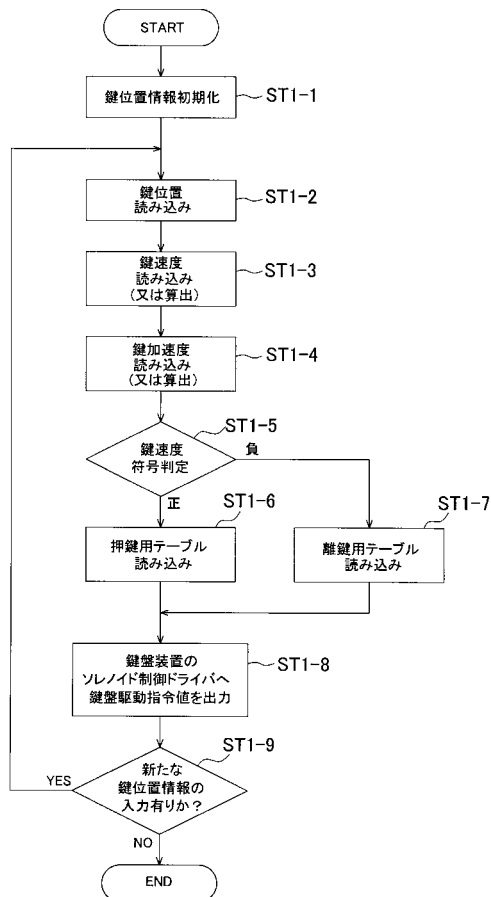 START
鍵位置情報初期化
ST1-1
鍵位置
読み込み
ST1-2
鍵速度
読み込み
(又は算出)
ST1-3
鍵加速度
読み込み
(又は算出)
ST1-4
鍵速度
符号判定
ST1-5
負
正
押鍵用テーブル
読み込み
ST1-6
離鍵用テーブル
読み込み
ST1-7
鍵盤装置の
ソレノイド制御ドライバへ
鍵盤駆動指令値を出力
ST1-8
新たな
鍵位置情報の
入力有りか?
ST1-9
YES
NO
END